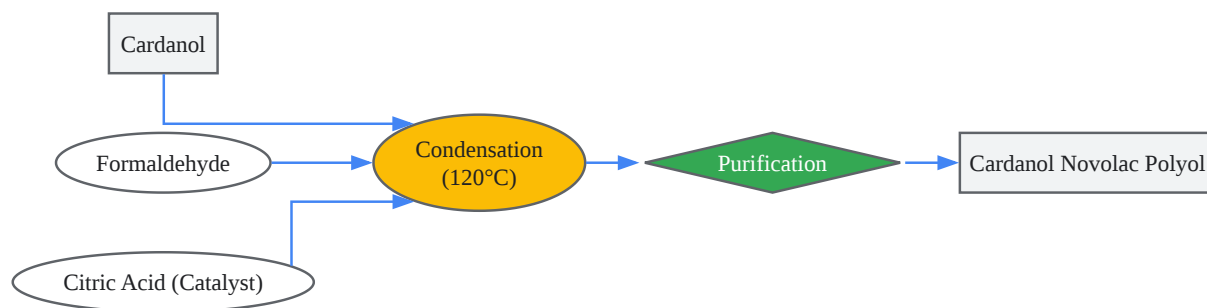 Cardanol
Formaldehyde
Condensation
(120°C)
Purification
Cardanol Novolac Polyol
Citric Acid (Catalyst)